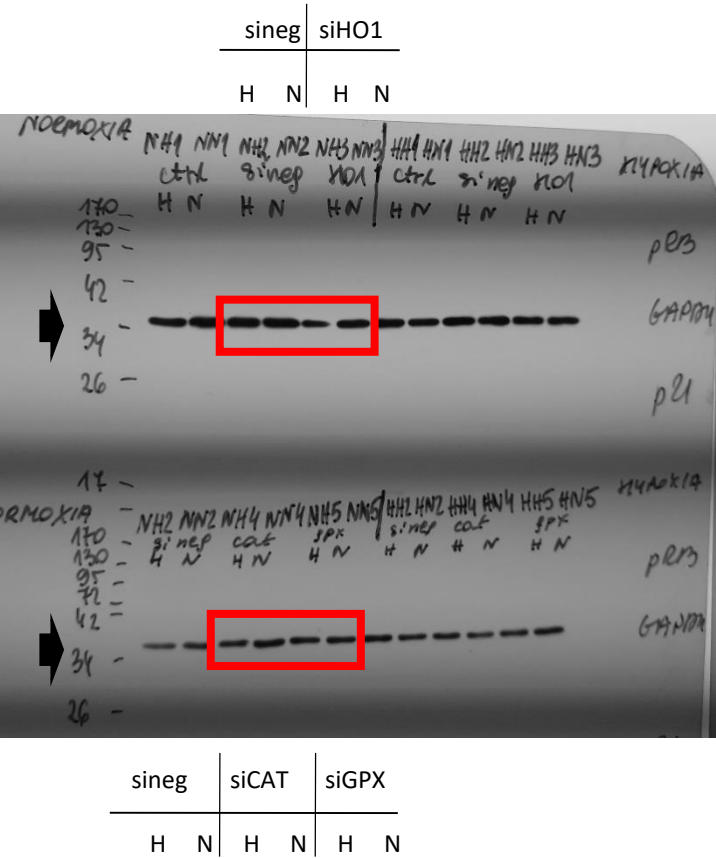 sineg siHO1
H N H N
NORMOXIA NH1 NN1 NH2 NN2 NH3 NN3 HH1 HN1 HH2 HN2 HH3 HN3 HYPOXIA
ctrl sineg HO1 ctrl sineg HO1
H N H N H N H N H N H N
170
130
95
pRB
42
GAPDH
34
26
p21
17
NORMOXIA NH2 NN2 NH4 NN4 NH5 NN5 HH2 HN2 HH4 HN4 HH5 HN5 HYPOXIA
sineg cat gpx sineg cat gpx
H N H N H N H N H N H N
170
130
95
pRB
72
42
GAPDH
34
26
sineg siCAT siGPX
H N H N H N